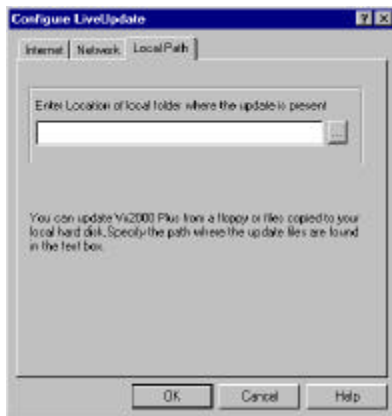 Configure LiveUpdate
Internet Network Local Path
Enter Location of local folder where the update is present
...
You can update Vx2000 Plus from a floppy or files copied to your
local hard disk. Specify the path where the update files are found
in the text box.
OK Cancel Help